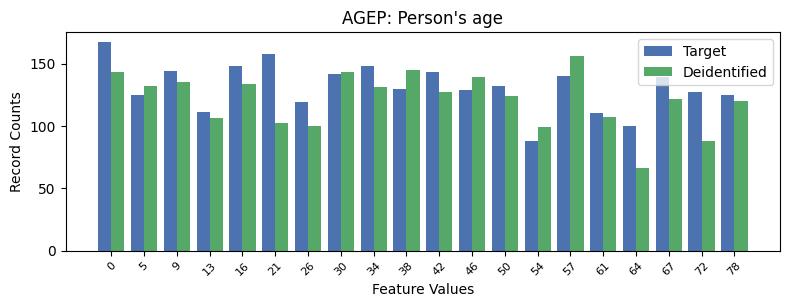 AGEP: Person's age
Target
Deidentified
Record Counts
150
100
50
0
0 5 9 13 16 21 26 30 34 38 42 46 50 54 57 61 64 67 72 78
Feature Values